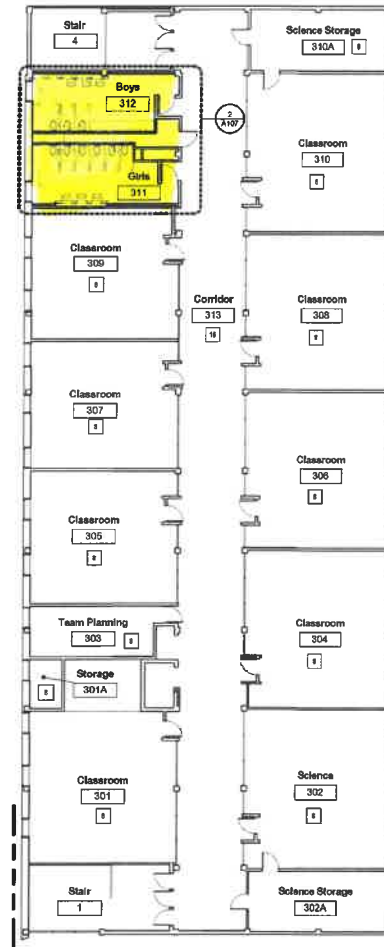 Stair
4
Science Storage
310A
8
Boys
312
2
A107
Classroom
310
8
Girls
311
Classroom
309
8
Corridor
313
16
Classroom
308
8
Classroom
307
8
Classroom
306
8
Classroom
305
8
Team Planning
303
8
Classroom
304
8
Storage
301A
8
Classroom
301
8
Science
302
8
Stair
1
Science Storage
302A